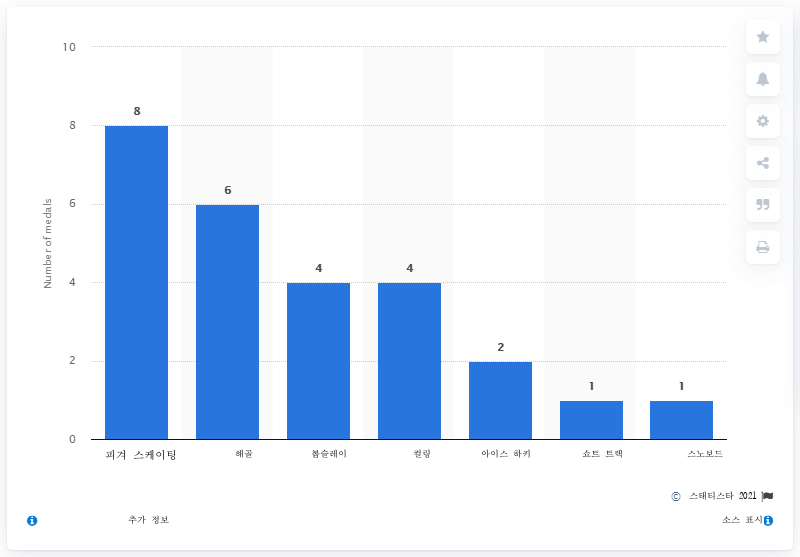 10
8
6
4
2
0
Number of medals
8
6
4
4
2
1
1
피겨 스케이팅
해골
봅슬레이
컬링
아이스 하키
쇼트 트랙
스노보드
© 스태티스타 2021
추가 정보
소스 표시